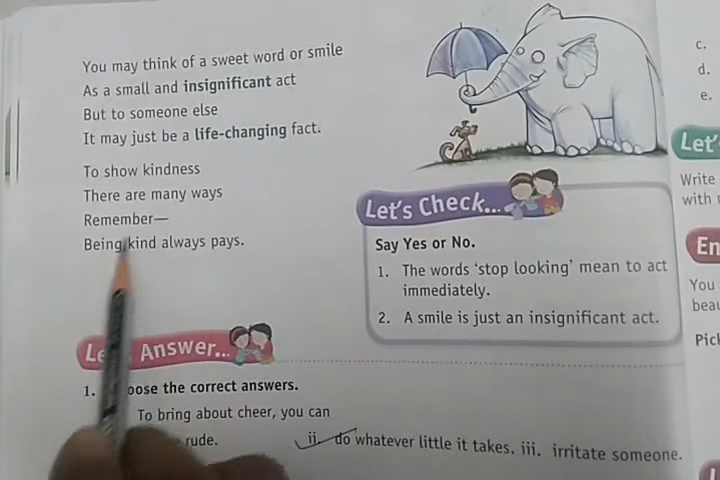 You may think of a sweet word or smile
As a small and insignificant act
But to someone else
It may just be a life-changing fact.
To show kindness
There are many ways
Remember—
Being kind always pays.
Let's Check...
Say Yes or No.
1. The words ‘stop looking’ mean to act
immediately.
2. A smile is just an insignificant act.
Answer...
1. the correct answers.
To bring about cheer, you can
rude. ii. do whatever little it takes. iii. irritate someone.
c.
d.
e.
Let'
Write
with
En
You